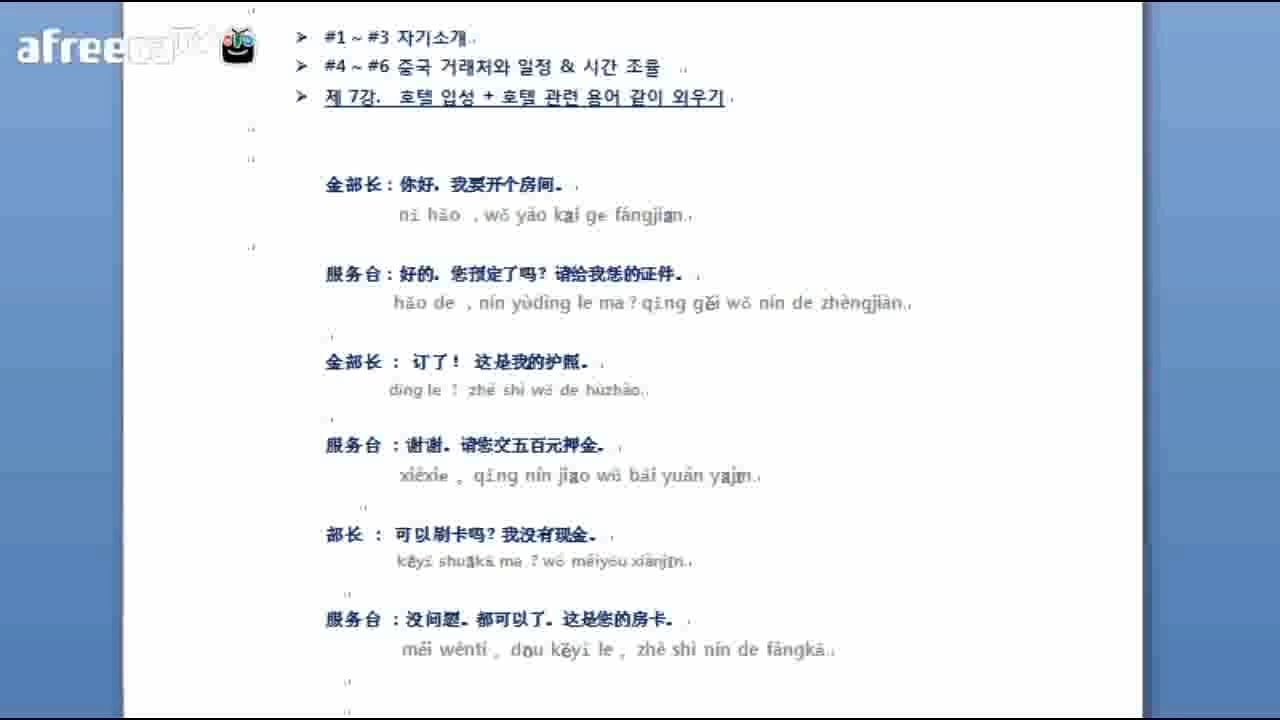 afreecaTV
➤ #1 ~ #3 자기소개
➤ #4 ~ #6 중국 거래처와 일정 & 시간 조율
➤ 제 7강. 호텔 입성 + 호텔 관련 용어 같이 외우기
金部长：你好，我要开个房间。
nǐ hǎo ，wǒ yào kāi ge fángjiān.
服务台：好的，您预定了吗？请给我您的证件。
hǎo de ，nín yùdìng le ma？qǐng gěi wǒ nín de zhèngjiàn.
金部长 ： 订了！ 这是我的护照。
dìng le ！ zhè shì wǒ de hùzhào.
服务台 ：谢谢。请您交五百元押金。
xièxie 。qǐng nín jiāo wǔ bǎi yuán yājīn.
部长 ： 可以刷卡吗？我没有现金。
kěyǐ shuākǎ ma ？wǒ méiyǒu xiànjīn.
服务台 ：没问题。都可以了。这是您的房卡。
méi wèntí 。dōu kěyǐ le 。zhè shì nín de fángkǎ.